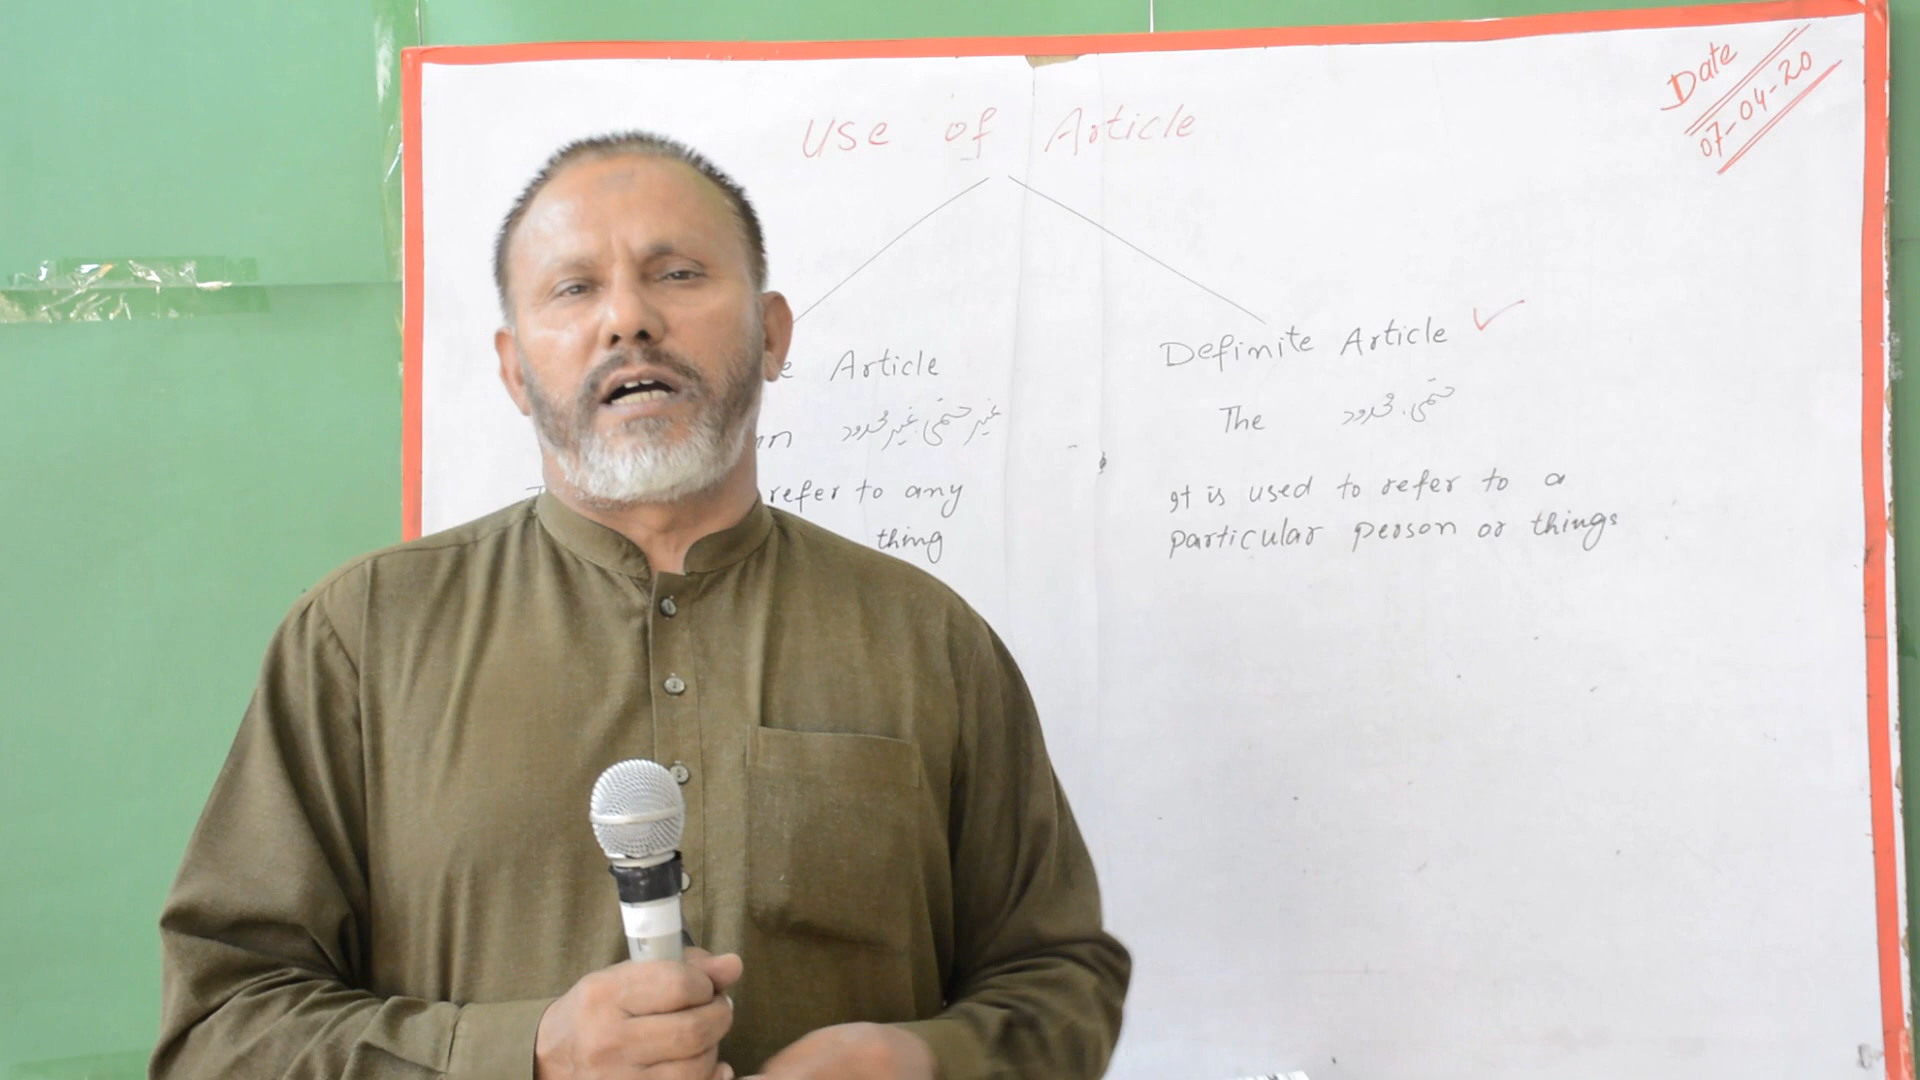 Use of Article
Date
07-04-20
Article
غیر حتمی، غیر محدود
refer to any
thing
Definite Article ✓
The حتمی، محدود
It is used to refer to a
particular person or things